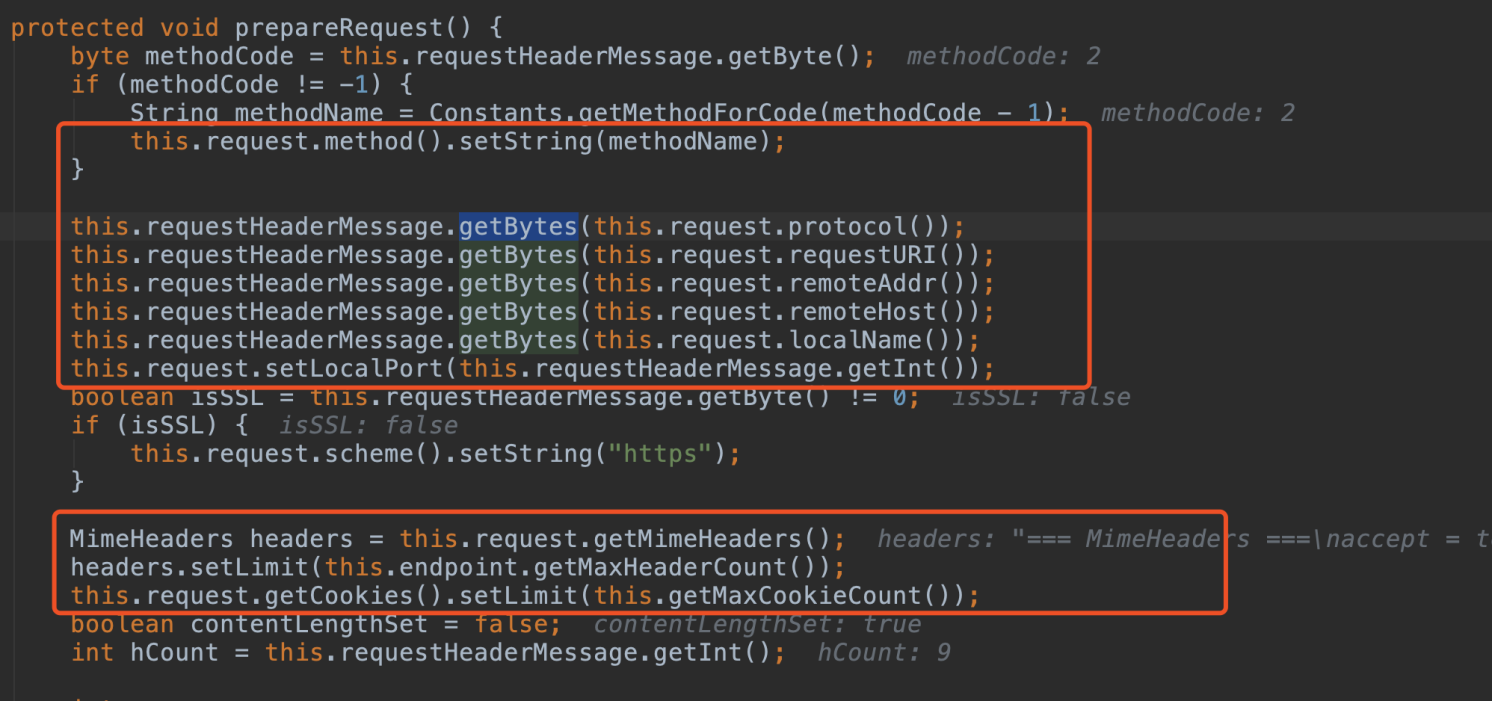 protected void prepareRequest() {
    byte methodCode = this.requestHeaderMessage.getByte();  methodCode: 2
    if (methodCode != -1) {
        String methodName = Constants.getMethodForCode(methodCode - 1);  methodCode: 2
        this.request.method().setString(methodName);
    }
    this.requestHeaderMessage.getBytes(this.request.protocol());
    this.requestHeaderMessage.getBytes(this.request.requestURI());
    this.requestHeaderMessage.getBytes(this.request.remoteAddr());
    this.requestHeaderMessage.getBytes(this.request.remoteHost());
    this.requestHeaderMessage.getBytes(this.request.localName());
    this.request.setLocalPort(this.requestHeaderMessage.getInt());
    boolean isSSL = this.requestHeaderMessage.getByte() != 0;  isSSL: false
    if (isSSL) {  isSSL: false
        this.request.scheme().setString("https");
    }
    MimeHeaders headers = this.request.getMimeHeaders();  headers: "=== MimeHeaders ===\naccept = t
    headers.setLimit(this.endpoint.getMaxHeaderCount());
    this.request.getCookies().setLimit(this.getMaxCookieCount());
    boolean contentLengthSet = false;  contentLengthSet: true
    int hCount = this.requestHeaderMessage.getInt();  hCount: 9